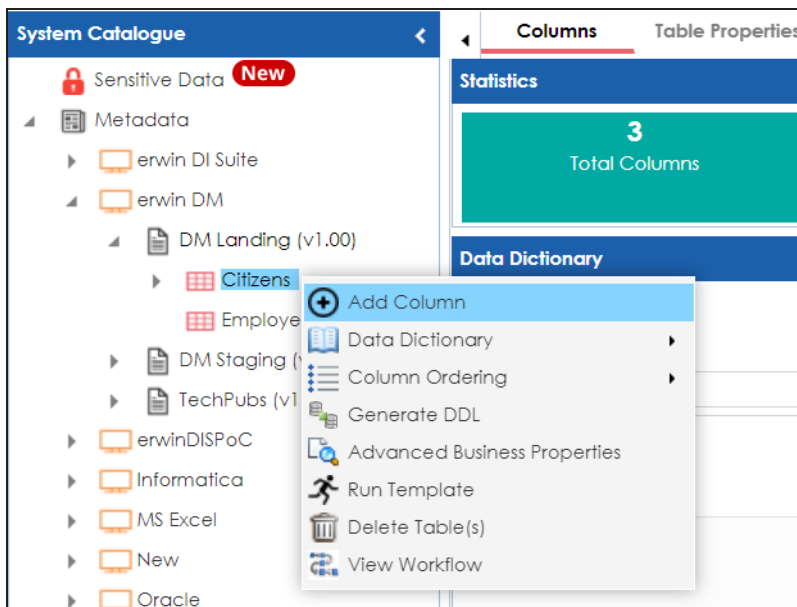 System Catalogue
Columns
Table Properties
Sensitive Data New
Statistics
Metadata
3
Total Columns
erwin DI Suite
erwin DM
DM Landing (v1.00)
Data Dictionary
Citizens
Add Column
Employe
Data Dictionary
DM Staging (v
Column Ordering
TechPubs (v1
Generate DDL
erwinDISPoC
Advanced Business Properties
Informatica
Run Template
MS Excel
Delete Table(s)
New
View Workflow
Oracle